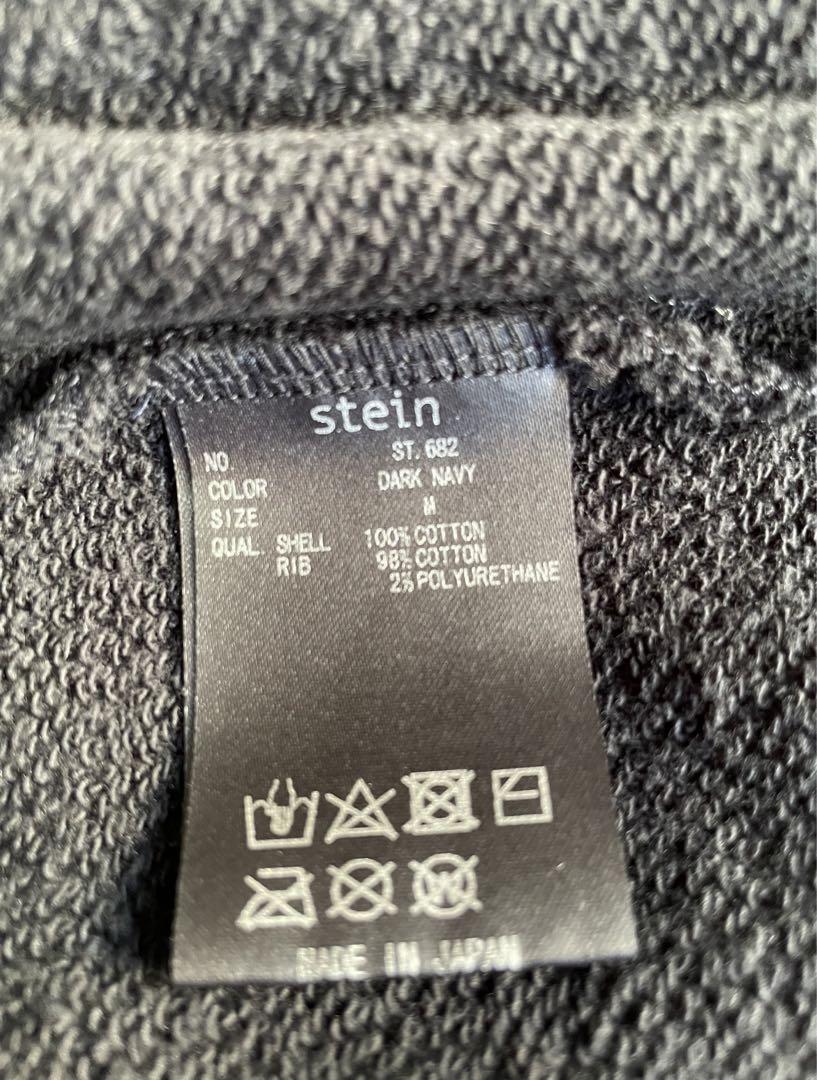 stein
NO ST. 682
COLOR DARK NAVY
SIZE M
QUAL. SHELL 100% COTTON
RIB 98% COTTON
2% POLYURETHANE
W
MADE IN JAPAN